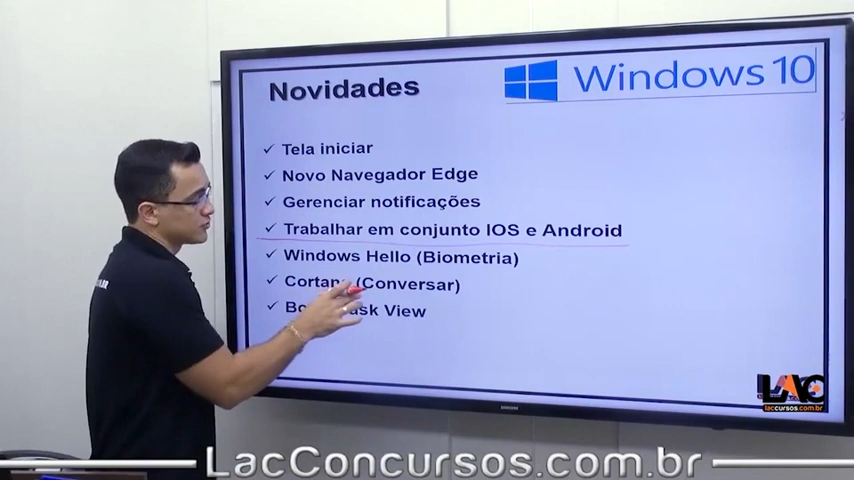 Novidades
Windows 10
✓ Tela iniciar
✓ Novo Navegador Edge
✓ Gerenciar notificações
✓ Trabalhar em conjunto IOS e Android
✓ Windows Hello (Biometria)
✓ Cortana (Conversar)
✓ View
LAC
laccursos.com.br
LacConcursos.com.br